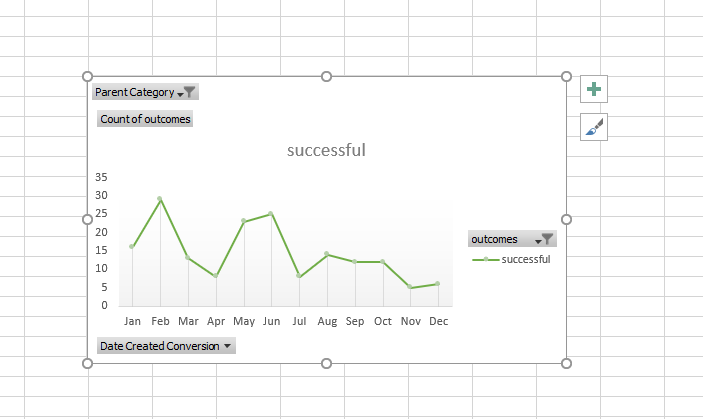 Parent Category
Count of outcomes
successful
35
30
25
20
15
10
5
0
Jan Feb Mar Apr May Jun Jul Aug Sep Oct Nov Dec
outcomes
successful
Date Created Conversion